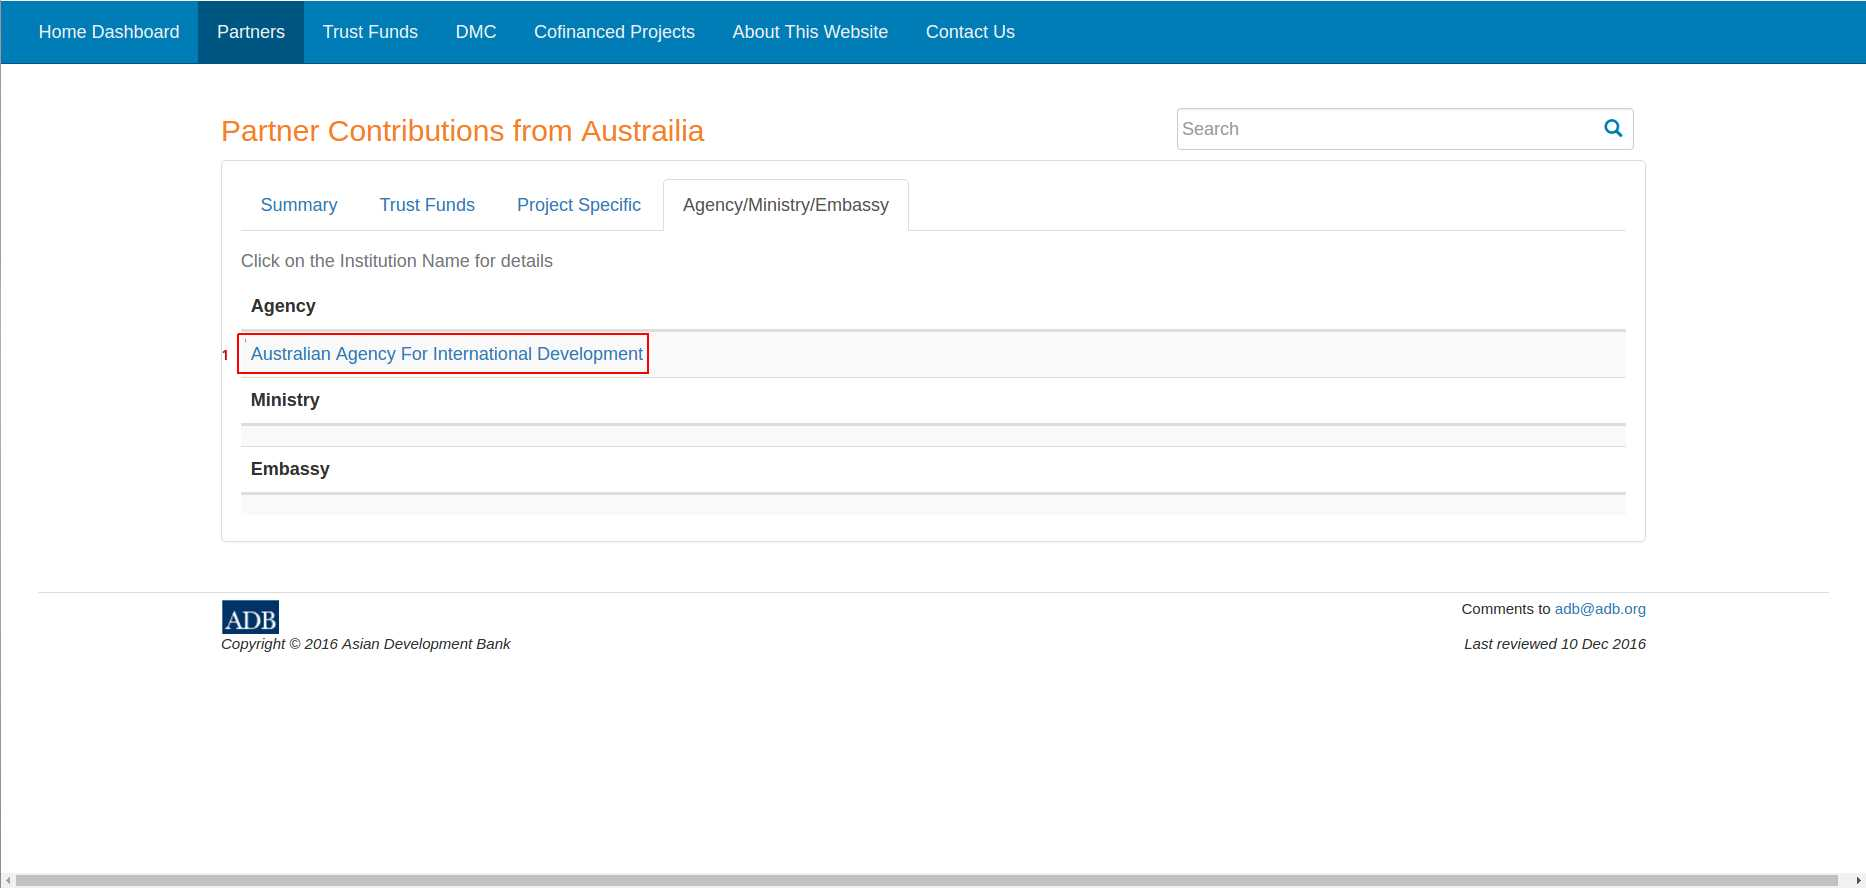 Home Dashboard Partners Trust Funds DMC Cofinanced Projects About This Website Contact Us
Partner Contributions from Austrailia
Search
Summary Trust Funds Project Specific Agency/Ministry/Embassy
Click on the Institution Name for details
Agency
1 Australian Agency For International Development
Ministry
Embassy
ADB
Comments to adb@adb.org
Copyright © 2016 Asian Development Bank
Last reviewed 10 Dec 2016